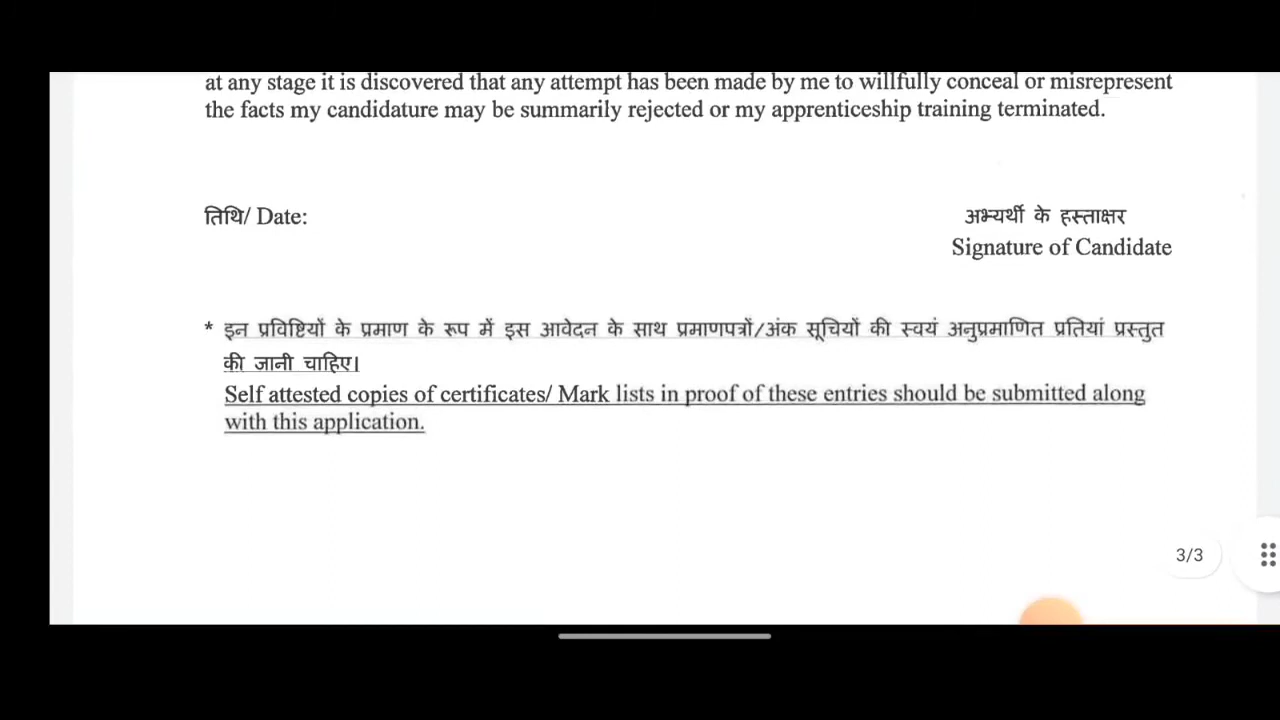 at any stage it is discovered that any attempt has been made by me to willfully conceal or misrepresent
the facts my candidature may be summarily rejected or my apprenticeship training terminated.
तिथि/ Date:
अभ्यर्थी के हस्ताक्षर
Signature of Candidate
* इन प्रविष्टियों के प्रमाण के रूप में इस आवेदन के साथ प्रमाणपत्रों/अंक सूचियों की स्वयं अनुप्रमाणित प्रतियां प्रस्तुत
की जानी चाहिए।
Self attested copies of certificates/ Mark lists in proof of these entries should be submitted along
with this application.
3/3